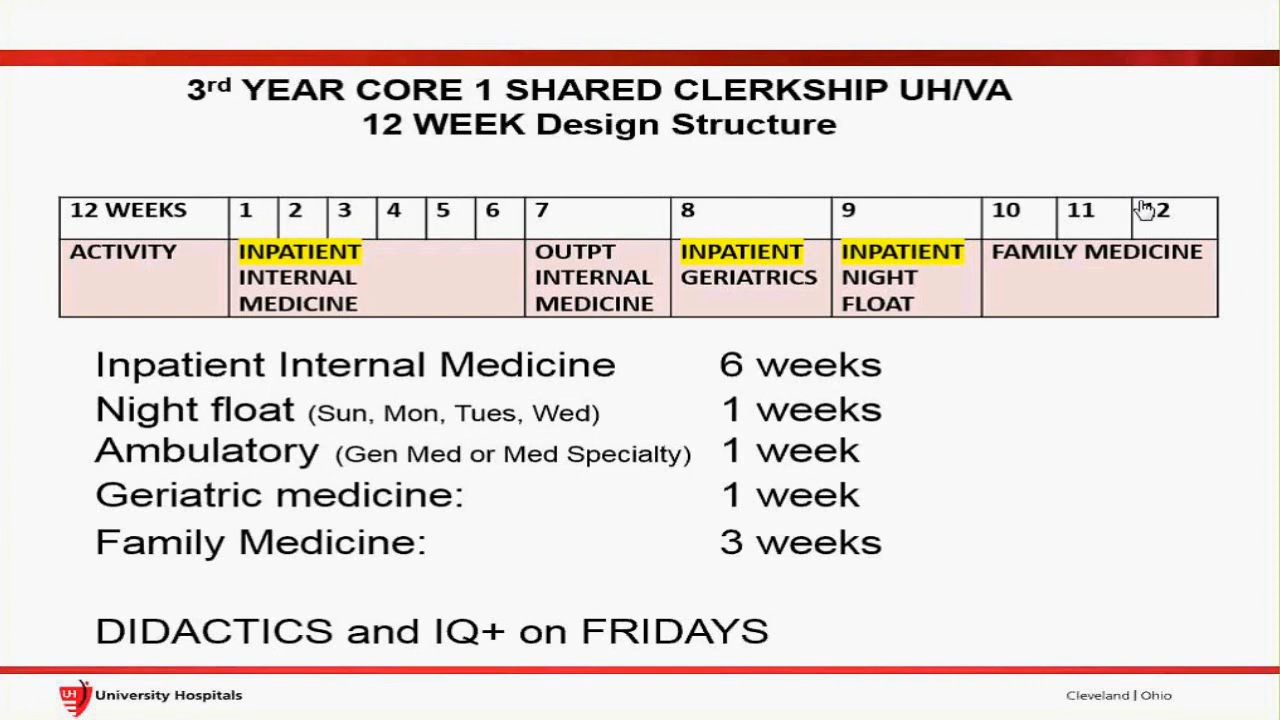 3rd YEAR CORE 1 SHARED CLERKSHIP UH/VA
12 WEEK Design Structure
12 WEEKS 1 2 3 4 5 6 7 8 9 10 11 2
ACTIVITY INPATIENT INTERNAL MEDICINE OUTPT INTERNAL MEDICINE INPATIENT GERIATRICS INPATIENT NIGHT FLOAT FAMILY MEDICINE
Inpatient Internal Medicine 6 weeks
Night float (Sun, Mon, Tues, Wed) 1 weeks
Ambulatory (Gen Med or Med Specialty) 1 week
Geriatric medicine: 1 week
Family Medicine: 3 weeks
DIDACTICS and IQ+ on FRIDAYS
UH University Hospitals
Cleveland | Ohio